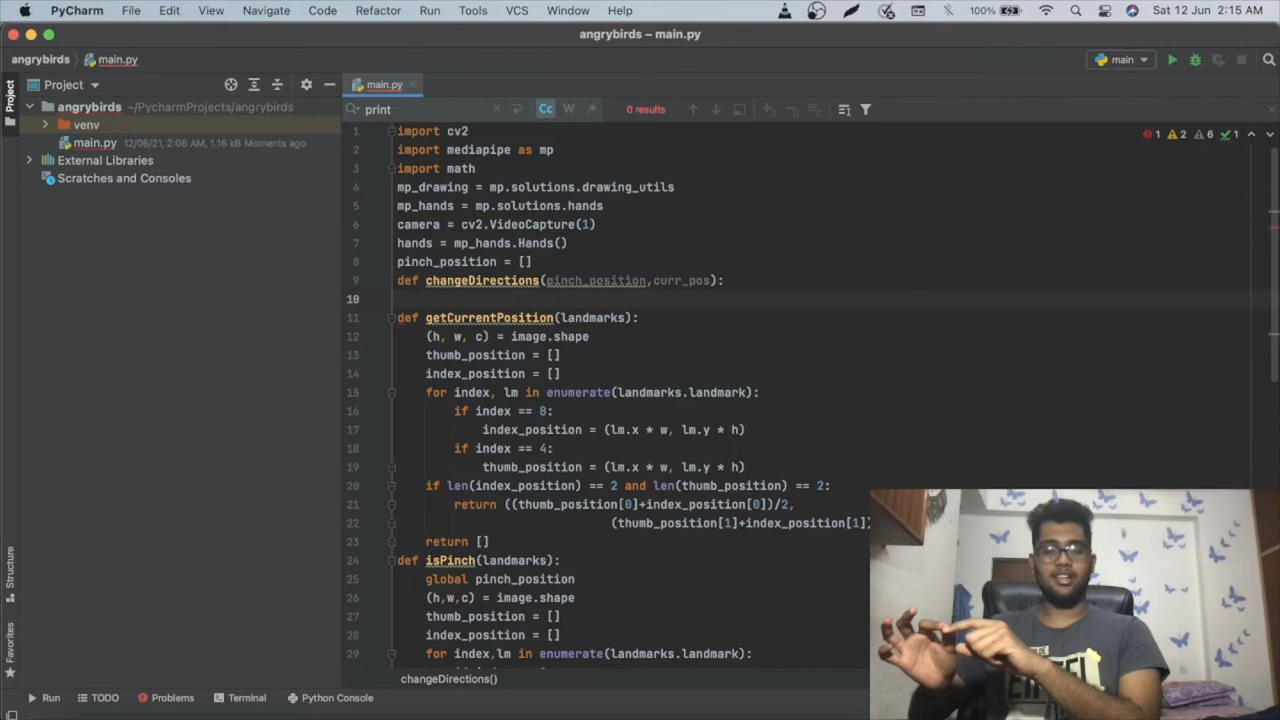 PyCharm File Edit View Navigate Code Refactor Run Tools VCS Window Help 100% Sat 12 Jun 2:15 AM
angrybirds – main.py
angrybirds main.py main
Project main.py
print Cc W 0 results
angrybirds ~/PycharmProjects/angrybirds
venv
main.py 12/06/21, 2:06 AM, 1.16 kB Moments ago
External Libraries
Scratches and Consoles
Project
Structure
Favorites
1 2 6 1
1 import cv2
2 import mediapipe as mp
3 import math
4 mp_drawing = mp.solutions.drawing_utils
5 mp_hands = mp.solutions.hands
6 camera = cv2.VideoCapture(1)
7 hands = mp_hands.Hands()
8 pinch_position = []
9 def changeDirections(pinch_position,curr_pos):
10
11 def getCurrentPosition(landmarks):
12 (h, w, c) = image.shape
13 thumb_position = []
14 index_position = []
15 for index, lm in enumerate(landmarks.landmark):
16 if index == 8:
17 index_position = (lm.x * w, lm.y * h)
18 if index == 4:
19 thumb_position = (lm.x * w, lm.y * h)
20 if len(index_position) == 2 and len(thumb_position) == 2:
21 return ((thumb_position[0]+index_position[0])/2,
22 (thumb_position[1]+index_position[1])
23 return []
24 def isPinch(landmarks):
25 global pinch_position
26 (h,w,c) = image.shape
27 thumb_position = []
28 index_position = []
29 for index,lm in enumerate(landmarks.landmark):
changeDirections()
Run TODO Problems Terminal Python Console